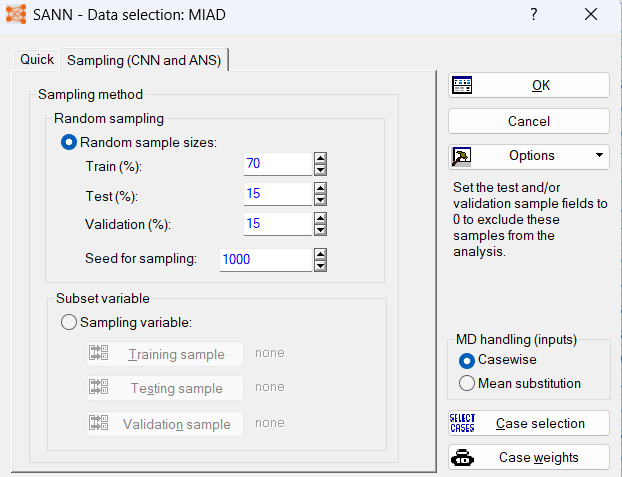 SANN - Data selection: MIAD
?
Quick
Sampling (CNN and ANS)
Sampling method
Random sampling
Random sample sizes:
Train (%):
70
Test (%):
15
Validation (%):
15
Seed for sampling:
1000
Subset variable
Sampling variable:
Training sample
none
Testing sample
none
Validation sample
none
OK
Cancel
Options
Set the test and/or
validation sample fields to
0 to exclude these
samples from the
analysis.
MD handling (inputs)
Casewise
Mean substitution
SELECT
CASES
Case selection
Case weights